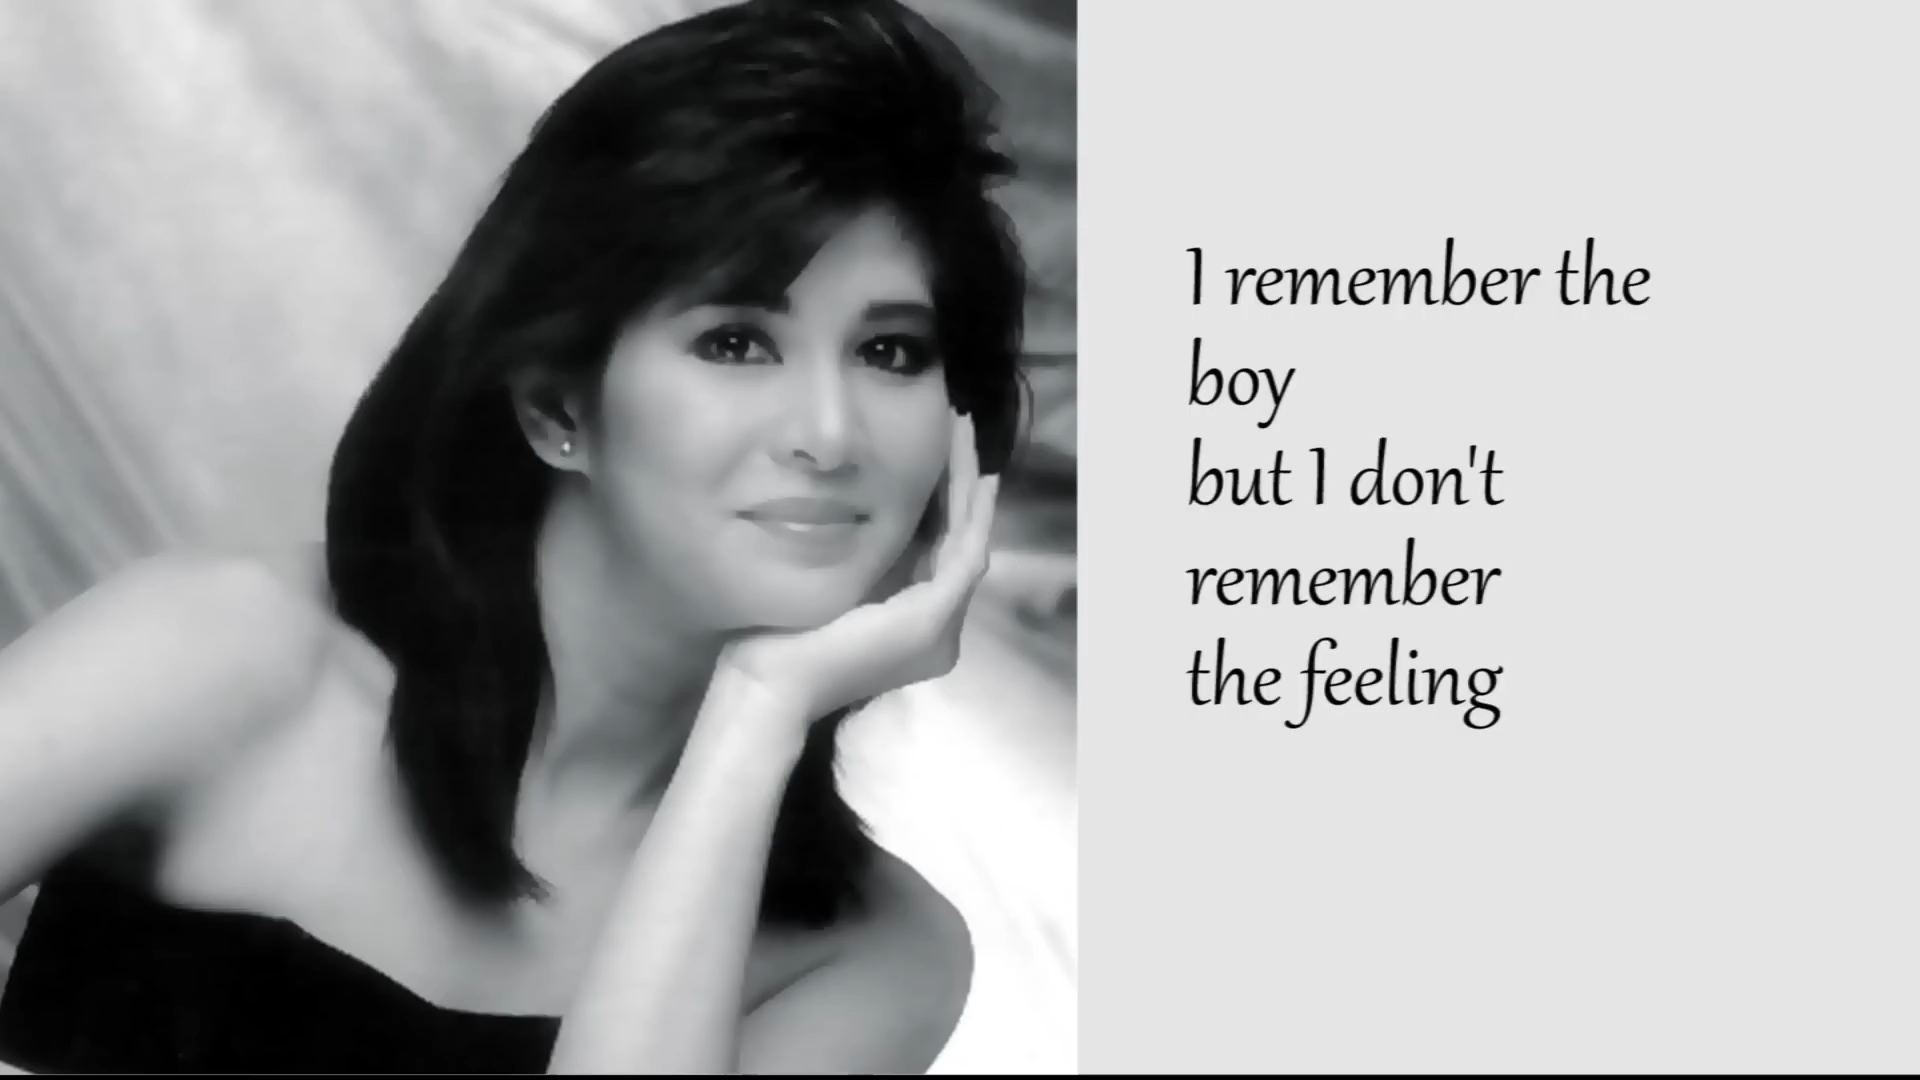 I remember the
boy
but I don't
remember
the feeling